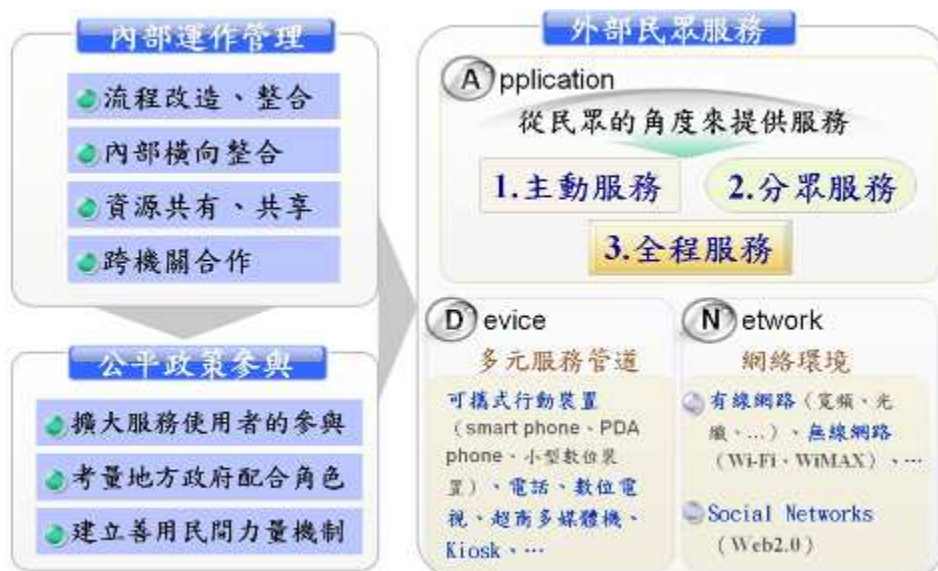 內部運作管理
流程改造、整合
內部橫向整合
資源共有、共享
跨機關合作
公平政策參與
擴大服務使用者的參與
考量地方政府配合角色
建立善用民間力量機制
外部民眾服務
Application
從民眾的角度來提供服務
1.主動服務
2.分眾服務
3.全程服務
Device
多元服務管道
可攜式行動裝置
(smart phone、PDA
phone、小型數位裝
置)、電話、數位電
視、超商多媒體機、
Kiosk、…
Network
網絡環境
有線網路(寬頻、光
纖、…)、無線網路
(Wi-Fi、WiMAX)、…
Social Networks
(Web2.0)